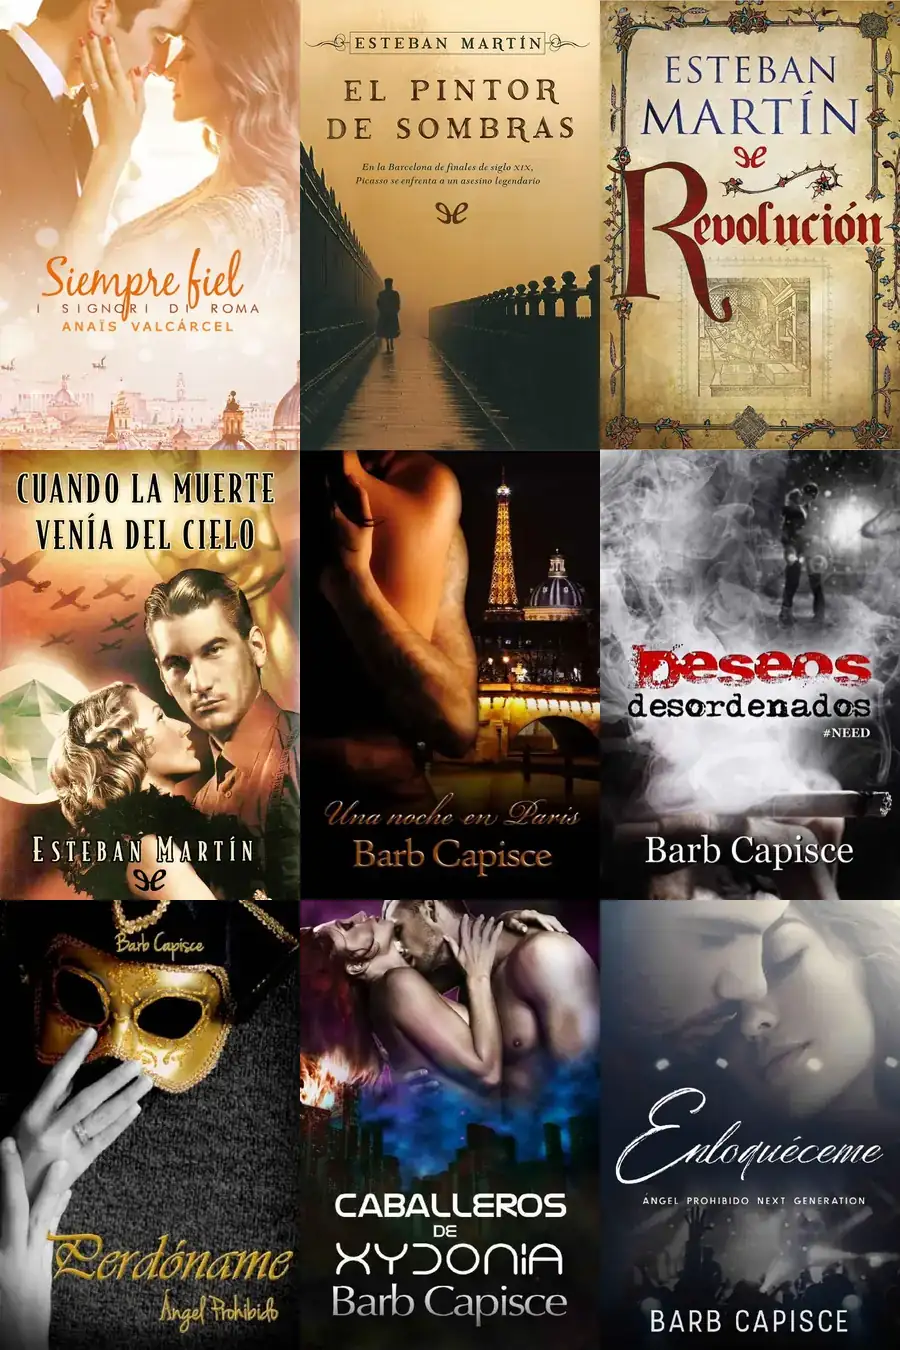 Siempre fiel
I SIGNORI DI ROMA
ANAÏS VALCÁRCEL
ESTEBAN MARTÍN
EL PINTOR
DE SOMBRAS
En la Barcelona de finales de siglo XIX,
Picasso se enfrenta a un asesino legendario
ESTEBAN
MARTÍN
Revolución
CUANDO LA MUERTE
VENÍA DEL CIELO
ESTEBAN MARTÍN
Una noche en París
Barb Capisce
Deseos
desordenados
#NEED
Barb Capisce
Barb Capisce
Perdóname
Ángel Prohibido
CABALLEROS
DE
XYDONIA
Barb Capisce
Enloquéceme
ÁNGEL PROHIBIDO NEXT GENERATION
BARB CAPISCE